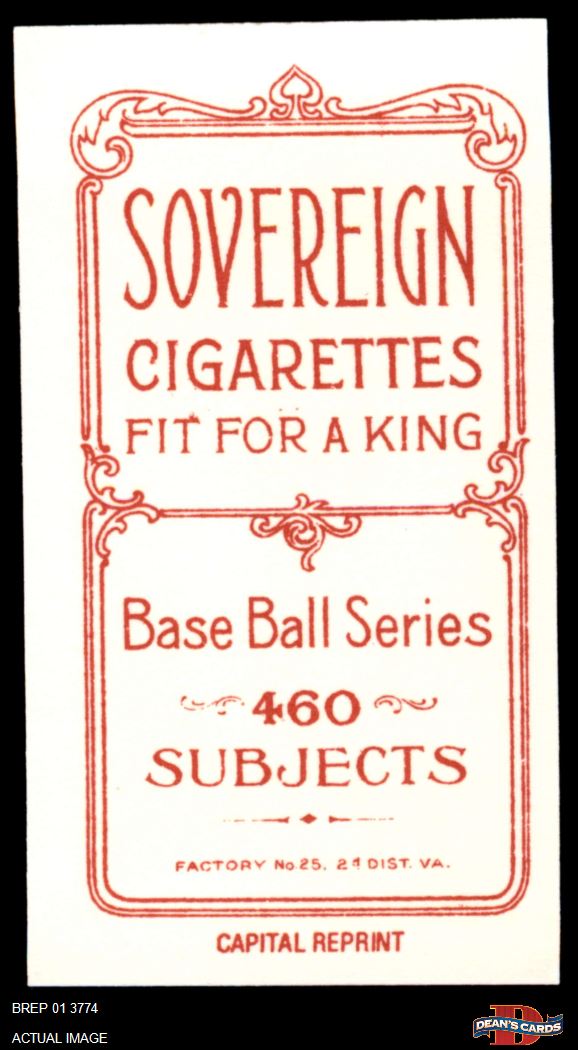 SOVEREIGN
CIGARETTES
FIT FOR A KING
Base Ball Series
460
SUBJECTS
FACTORY No. 25, 2d DIST. VA.
CAPITAL REPRINT
BREP 01 3774
ACTUAL IMAGE
D
DEAN'S CARDS